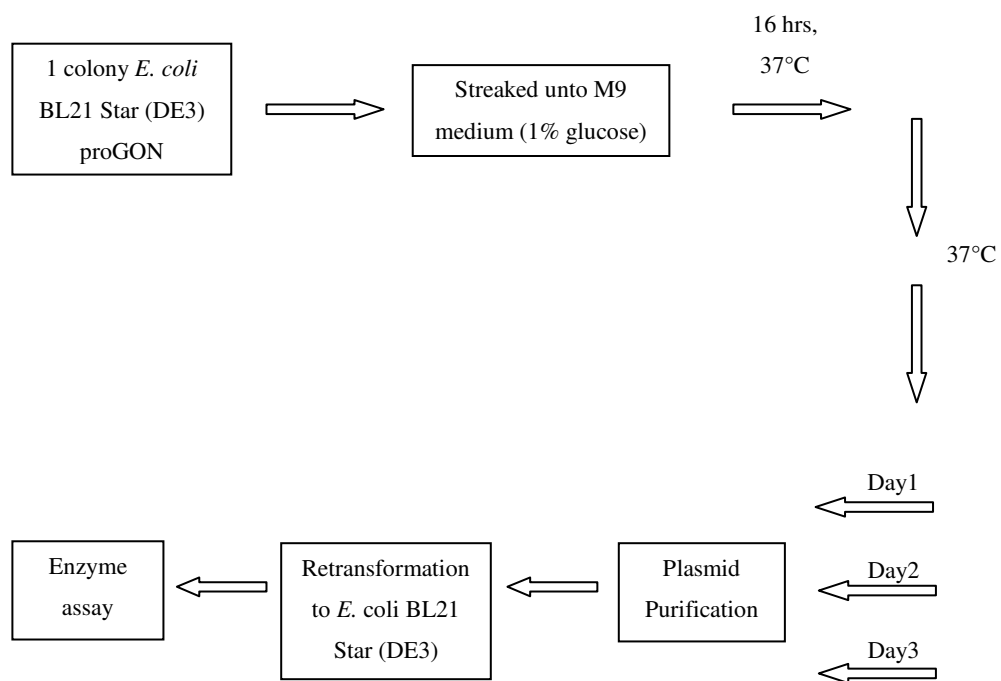 1 colony E. coli
BL21 Star (DE3)
proGON
Streaked unto M9
medium (1% glucose)
16 hrs,
37°C
37°C
Day1
Day2
Day3
Plasmid
Purification
Retransformation
to E. coli BL21
Star (DE3)
Enzyme
assay